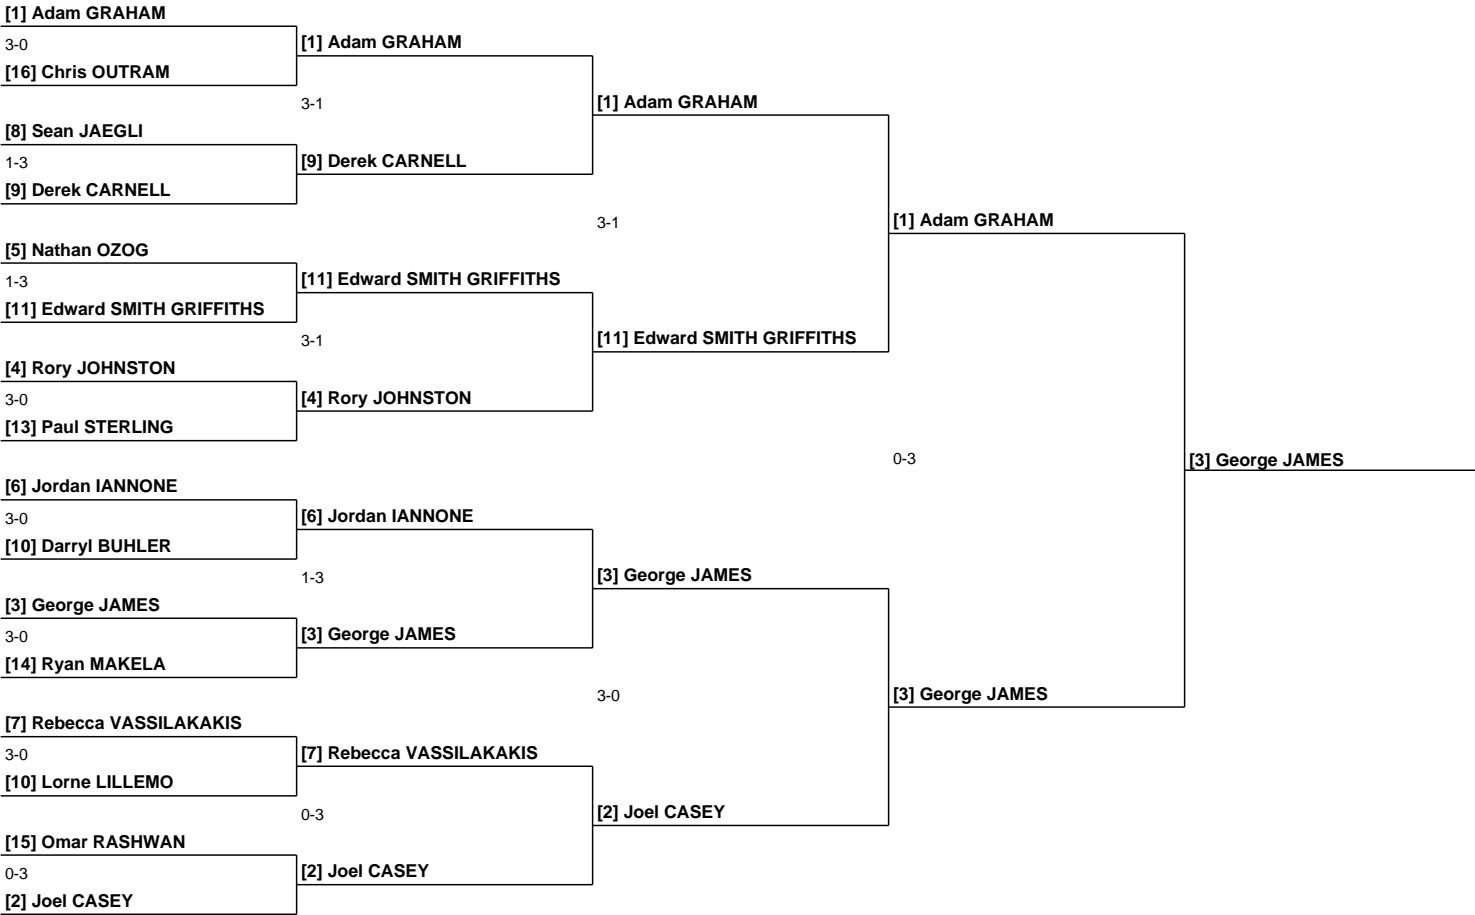 [1] Adam GRAHAM
3-0
[16] Chris OUTRAM
[8] Sean JAEGLI
1-3
[9] Derek CARNELL
[5] Nathan OZOG
1-3
[11] Edward SMITH GRIFFITHS
[4] Rory JOHNSTON
3-0
[13] Paul STERLING
[6] Jordan IANNONE
3-0
[10] Darryl BUHLER
[3] George JAMES
3-0
[14] Ryan MAKELA
[7] Rebecca VASSILAKAKIS
3-0
[10] Lorne LILLEMO
[15] Omar RASHWAN
0-3
[2] Joel CASEY
[1] Adam GRAHAM
3-1
[9] Derek CARNELL
[11] Edward SMITH GRIFFITHS
3-1
[4] Rory JOHNSTON
[6] Jordan IANNONE
1-3
[3] George JAMES
[7] Rebecca VASSILAKAKIS
0-3
[2] Joel CASEY
[1] Adam GRAHAM
3-1
[11] Edward SMITH GRIFFITHS
[3] George JAMES
3-0
[2] Joel CASEY
[1] Adam GRAHAM
0-3
[3] George JAMES
[3] George JAMES